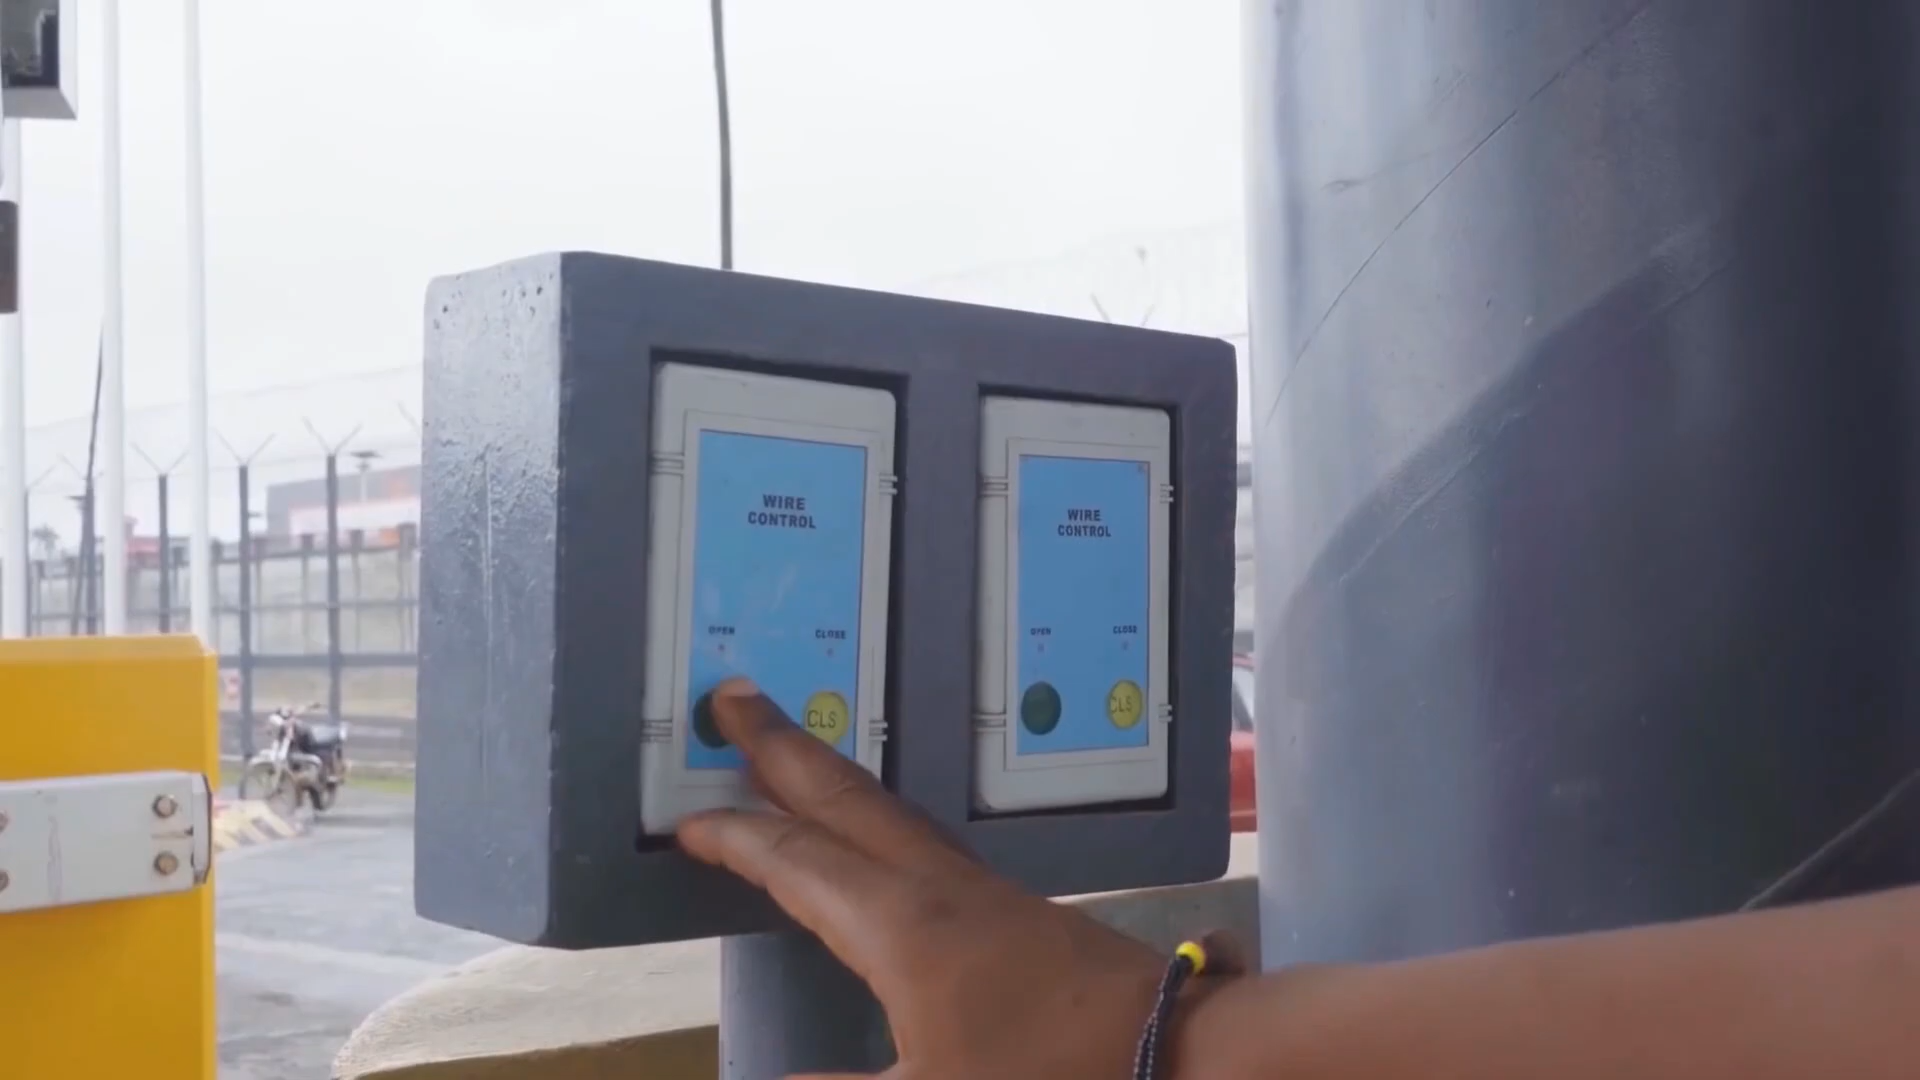 WIRE
CONTROL
OPEN CLOSE
CLS
WIRE
CONTROL
OPEN CLOSE
CLS